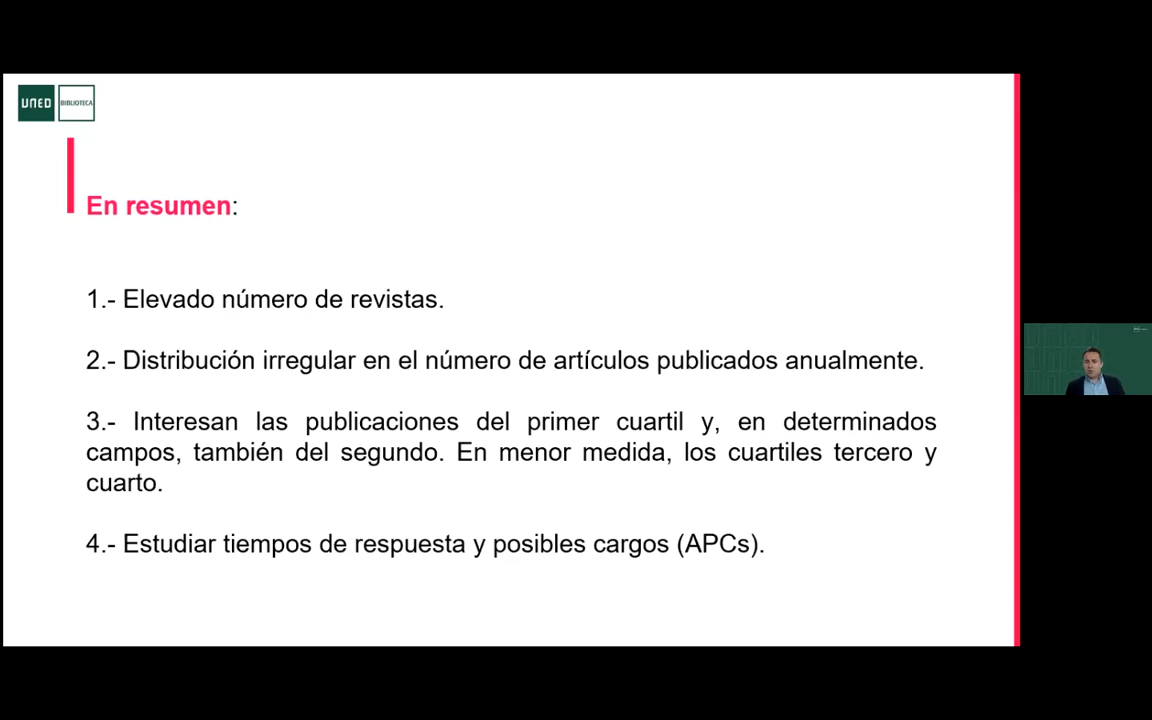 UNED BIBLIOTECA
En resumen:
1.- Elevado número de revistas.
2.- Distribución irregular en el número de artículos publicados anualmente.
3.- Interesan las publicaciones del primer cuartil y, en determinados
campos, también del segundo. En menor medida, los cuartiles tercero y
cuarto.
4.- Estudiar tiempos de respuesta y posibles cargos (APCs).